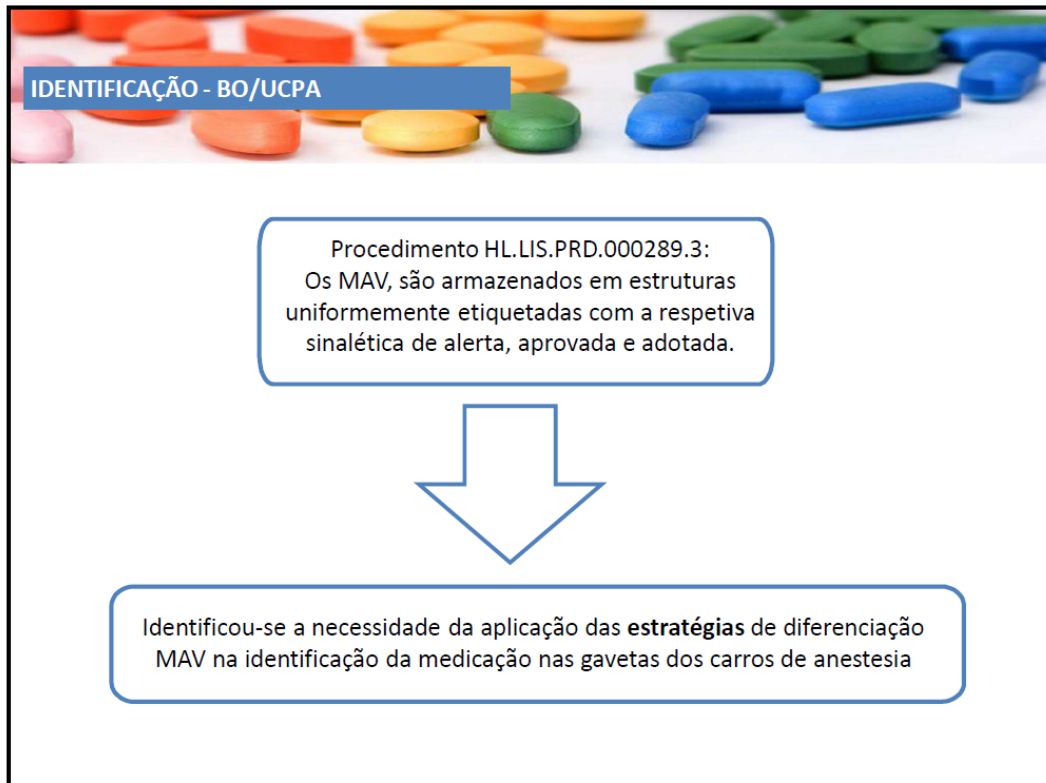 IDENTIFICAÇÃO - BO/UCPA
Procedimento HL.LIS.PRD.000289.3:
Os MAV, são armazenados em estruturas
uniformemente etiquetadas com a respetiva
sinalética de alerta, aprovada e adotada.
Identificou-se a necessidade da aplicação das estratégias de diferenciação
MAV na identificação da medicação nas gavetas dos carros de anestesia